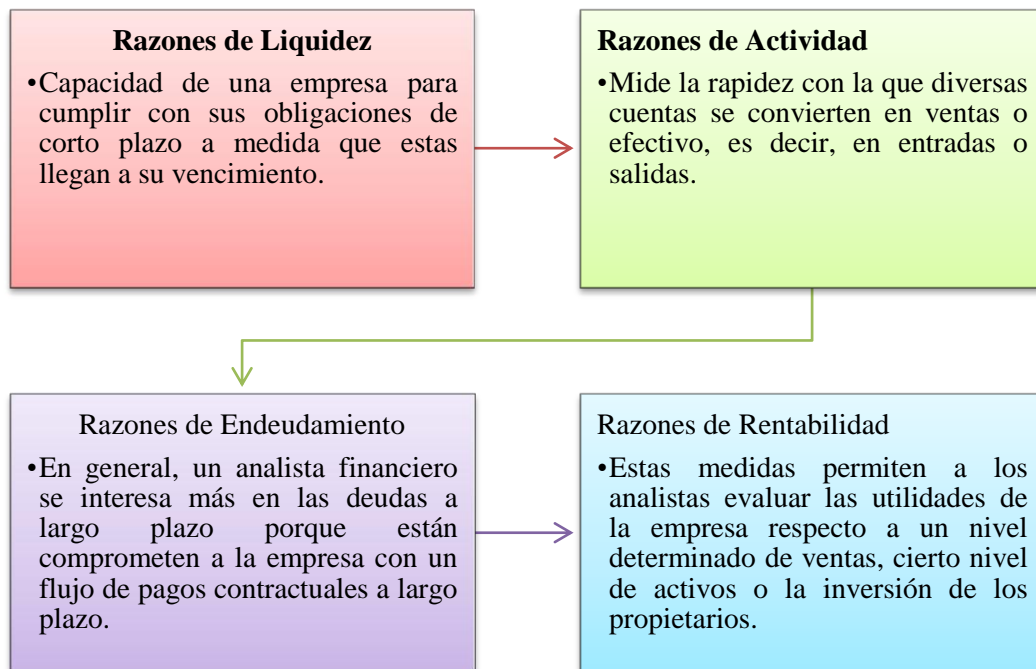 Razones de Liquidez
•Capacidad de una empresa para
cumplir con sus obligaciones de
corto plazo a medida que estas
llegan a su vencimiento.
Razones de Actividad
•Mide la rapidez con la que diversas
cuentas se convierten en ventas o
efectivo, es decir, en entradas o
salidas.
Razones de Endeudamiento
•En general, un analista financiero
se interesa más en las deudas a
largo plazo porque están
comprometen a la empresa con un
flujo de pagos contractuales a largo
plazo.
Razones de Rentabilidad
•Estas medidas permiten a los
analistas evaluar las utilidades de
la empresa respecto a un nivel
determinado de ventas, cierto nivel
de activos o la inversión de los
propietarios.